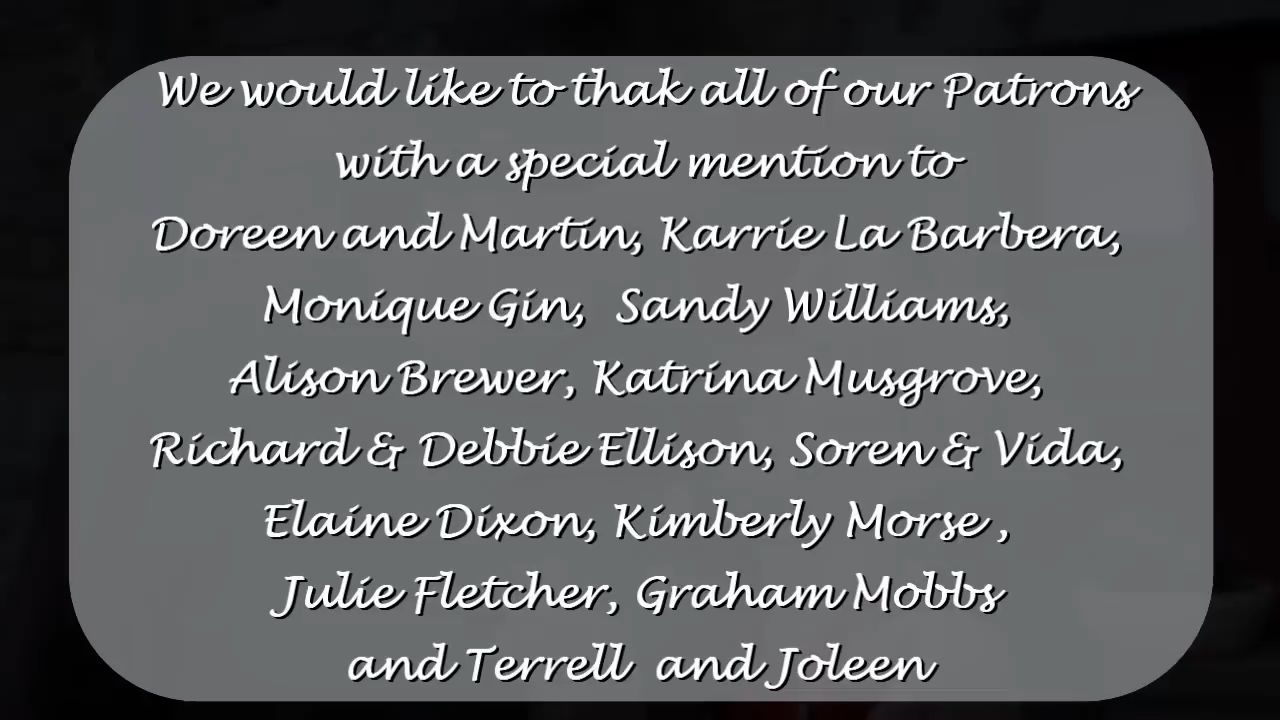 We would like to thak all of our Patrons
with a special mention to
Doreen and Martin, Karrie La Barbera,
Monique Gin,  Sandy Williams,
Alison Brewer, Katrina Musgrove,
Richard & Debbie Ellison, Soren & Vida,
Elaine Dixon, Kimberly Morse ,
Julie Fletcher, Graham Mobbs
and Terrell  and Joleen